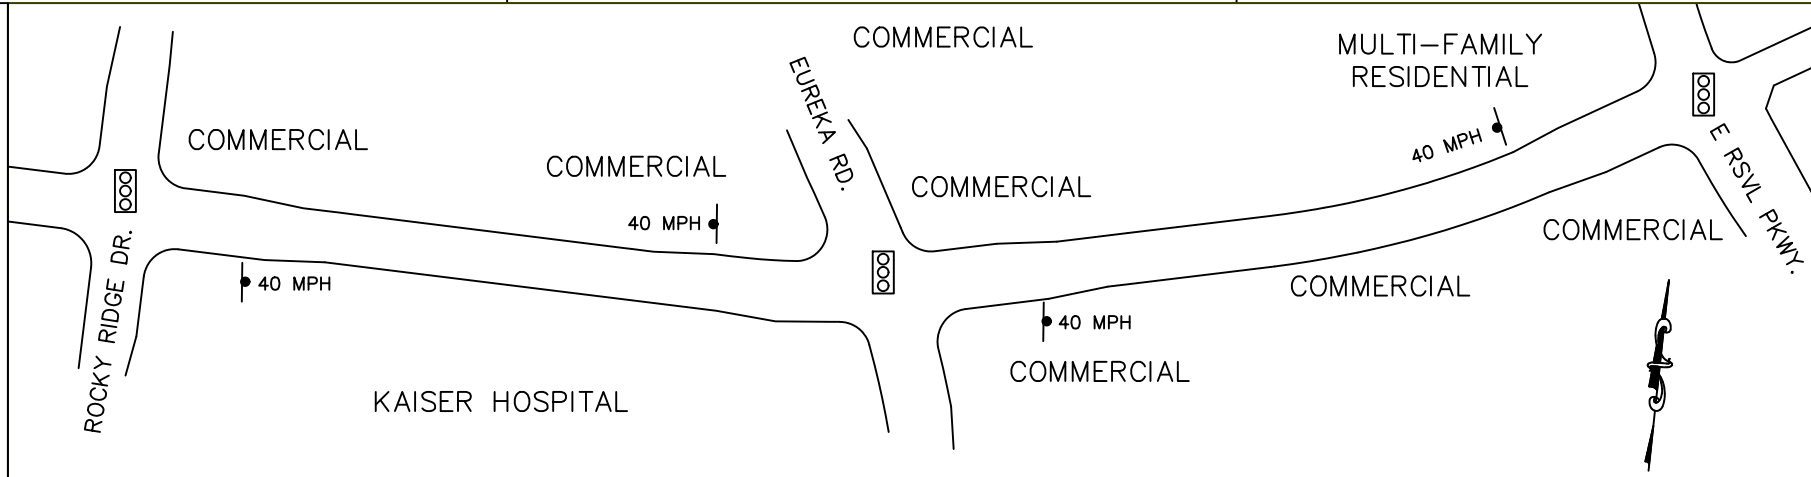 COMMERCIAL
MULTI-FAMILY
RESIDENTIAL
EUREKA RD.
COMMERCIAL
COMMERCIAL
COMMERCIAL
40 MPH
E RSVL PKWY.
40 MPH
COMMERCIAL
ROCKY RIDGE DR.
40 MPH
COMMERCIAL
40 MPH
COMMERCIAL
KAISER HOSPITAL